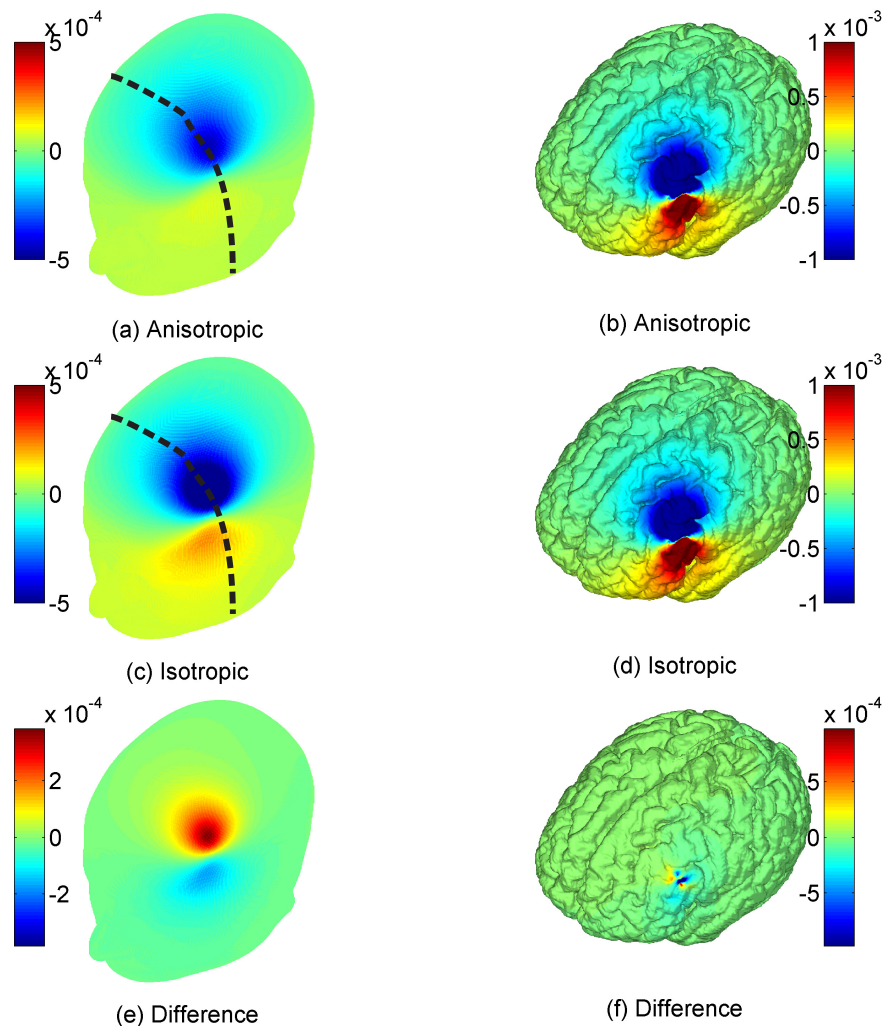 x 10-4
5
0
-5
(a) Anisotropic
x 10-3
1
0.5
0
-0.5
-1
(b) Anisotropic
x 10-4
5
0
-5
(c) Isotropic
x 10-3
1
0.5
0
-0.5
-1
(d) Isotropic
x 10-4
2
0
-2
(e) Difference
x 10-4
5
0
-5
(f) Difference